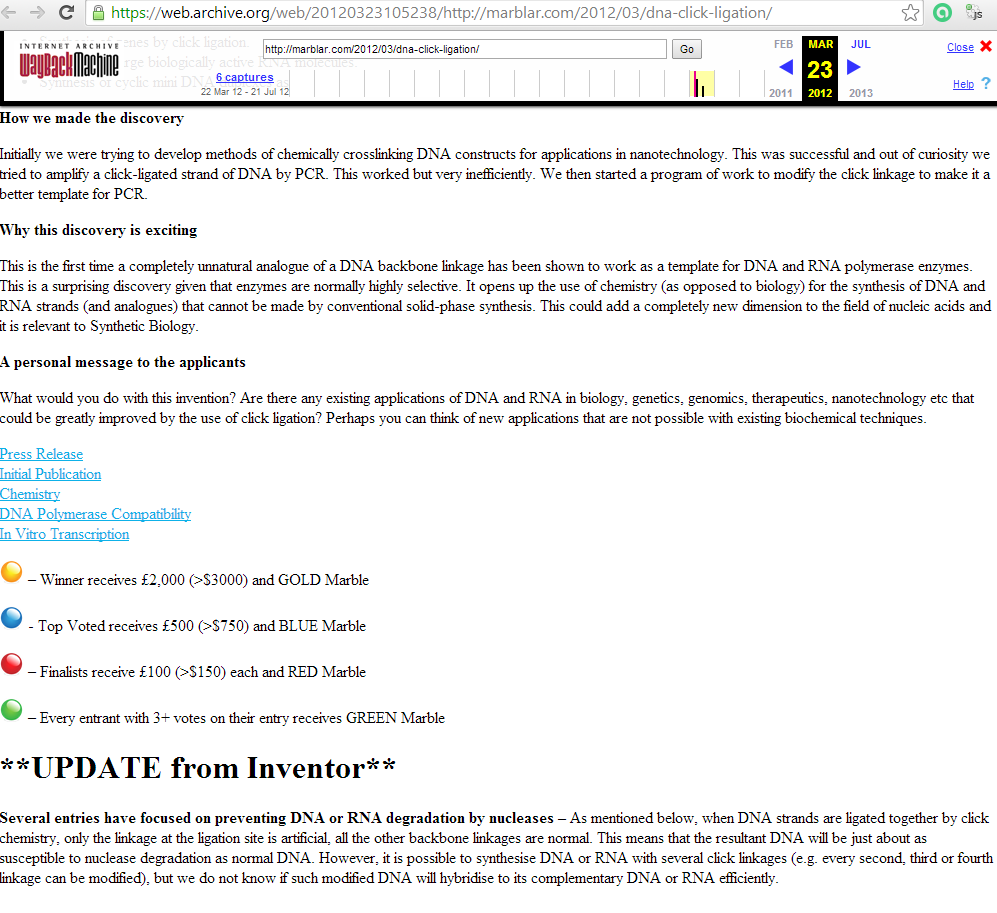 https://web.archive.org/web/20120323105238/http://marblar.com/2012/03/dna-click-ligation/
js
INTERNET ARCHIVE
WayBackMachine
http://marblar.com/2012/03/dna-click-ligation/
Go
FEB
MAR
JUL
Close
6 captures
22 Mar 12 - 21 Jul 12
23
2011
2012
2013
Help ?
Synthesis of genes by click ligation.
rge biologically active RNA molecules.
Synthesis of cyclic mini DNA
How we made the discovery
Initially we were trying to develop methods of chemically crosslinking DNA constructs for applications in nanotechnology. This was successful and out of curiosity we
tried to amplify a click-ligated strand of DNA by PCR. This worked but very inefficiently. We then started a program of work to modify the click linkage to make it a
better template for PCR.
Why this discovery is exciting
This is the first time a completely unnatural analogue of a DNA backbone linkage has been shown to work as a template for DNA and RNA polymerase enzymes.
This is a surprising discovery given that enzymes are normally highly selective. It opens up the use of chemistry (as opposed to biology) for the synthesis of DNA and
RNA strands (and analogues) that cannot be made by conventional solid-phase synthesis. This could add a completely new dimension to the field of nucleic acids and
it is relevant to Synthetic Biology.
A personal message to the applicants
What would you do with this invention? Are there any existing applications of DNA and RNA in biology, genetics, genomics, therapeutics, nanotechnology etc that
could be greatly improved by the use of click ligation? Perhaps you can think of new applications that are not possible with existing biochemical techniques.
Press Release
Initial Publication
Chemistry
DNA Polymerase Compatibility
In Vitro Transcription
– Winner receives £2,000 (>$3000) and GOLD Marble
- Top Voted receives £500 (>$750) and BLUE Marble
– Finalists receive £100 (>$150) each and RED Marble
– Every entrant with 3+ votes on their entry receives GREEN Marble
**UPDATE from Inventor**
Several entries have focused on preventing DNA or RNA degradation by nucleases – As mentioned below, when DNA strands are ligated together by click
chemistry, only the linkage at the ligation site is artificial, all the other backbone linkages are normal. This means that the resultant DNA will be just about as
susceptible to nuclease degradation as normal DNA. However, it is possible to synthesise DNA or RNA with several click linkages (e.g. every second, third or fourth
linkage can be modified), but we do not know if such modified DNA will hybridise to its complementary DNA or RNA efficiently.